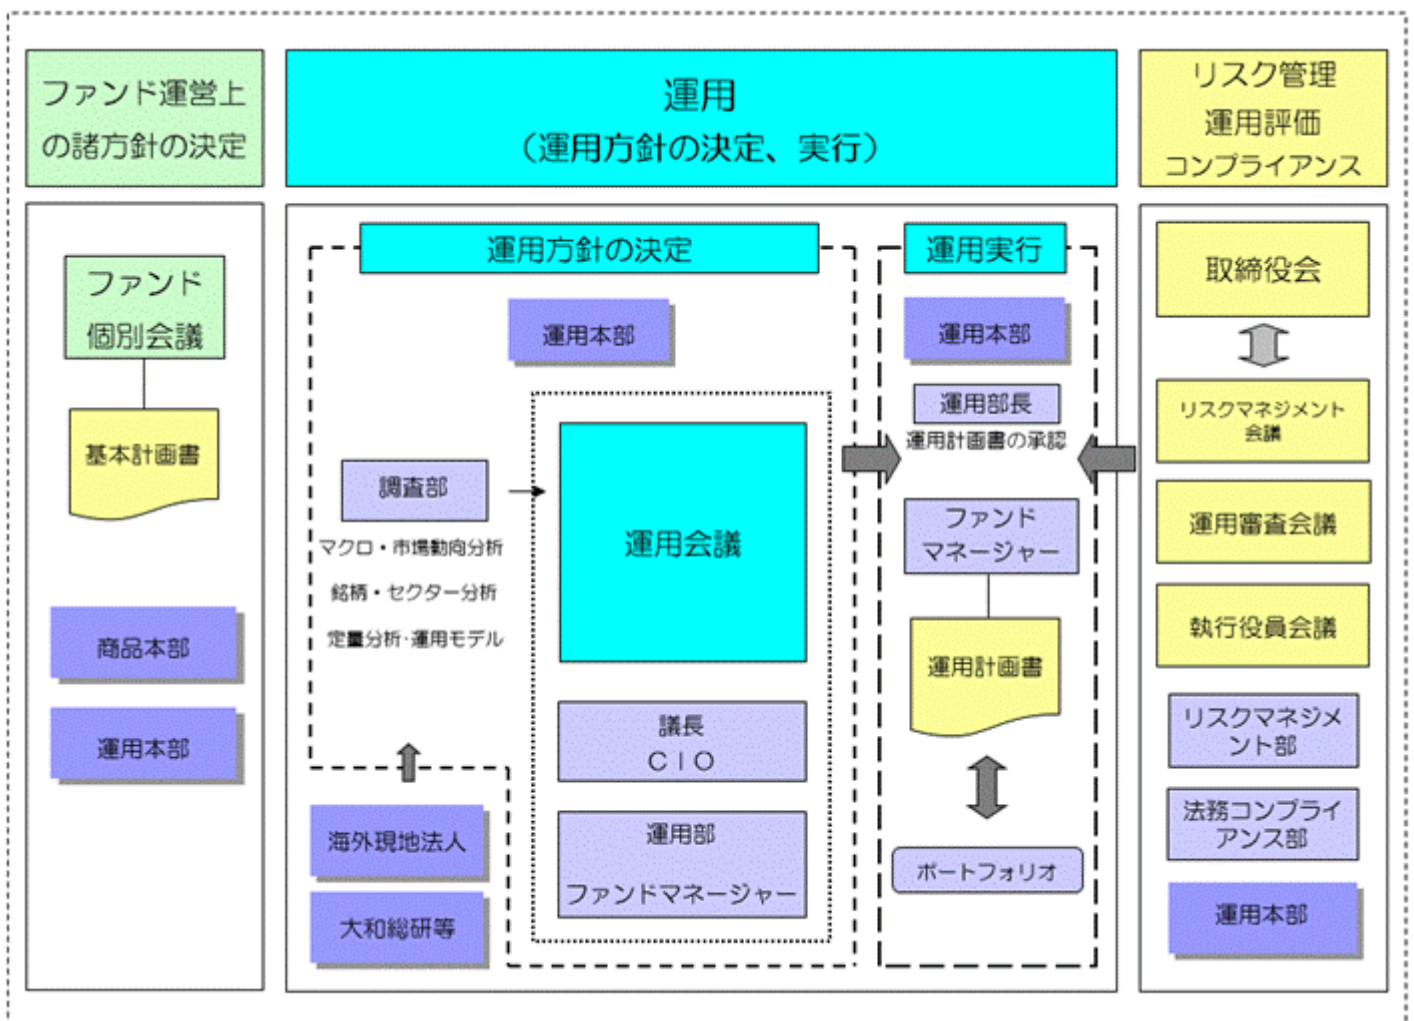 ファンド運営上
の諸方針の決定
運用
（運用方針の決定、実行）
リスク管理
運用評価
コンプライアンス
ファンド
個別会議
基本計画書
商品本部
運用本部
運用方針の決定
運用本部
調査部
マクロ・市場動向分析
銘柄・セクター分析
定量分析･運用モデル
運用会議
議長
ＣＩＯ
運用部
ファンドマネージャー
海外現地法人
大和総研等
運用実行
運用本部
運用部長
運用計画書の承認
ファンド
マネージャー
運用計画書
ポートフォリオ
取締役会
リスクマネジメント
会議
運用審査会議
執行役員会議
リスクマネジメ
ント部
法務コンプライ
アンス部
運用本部